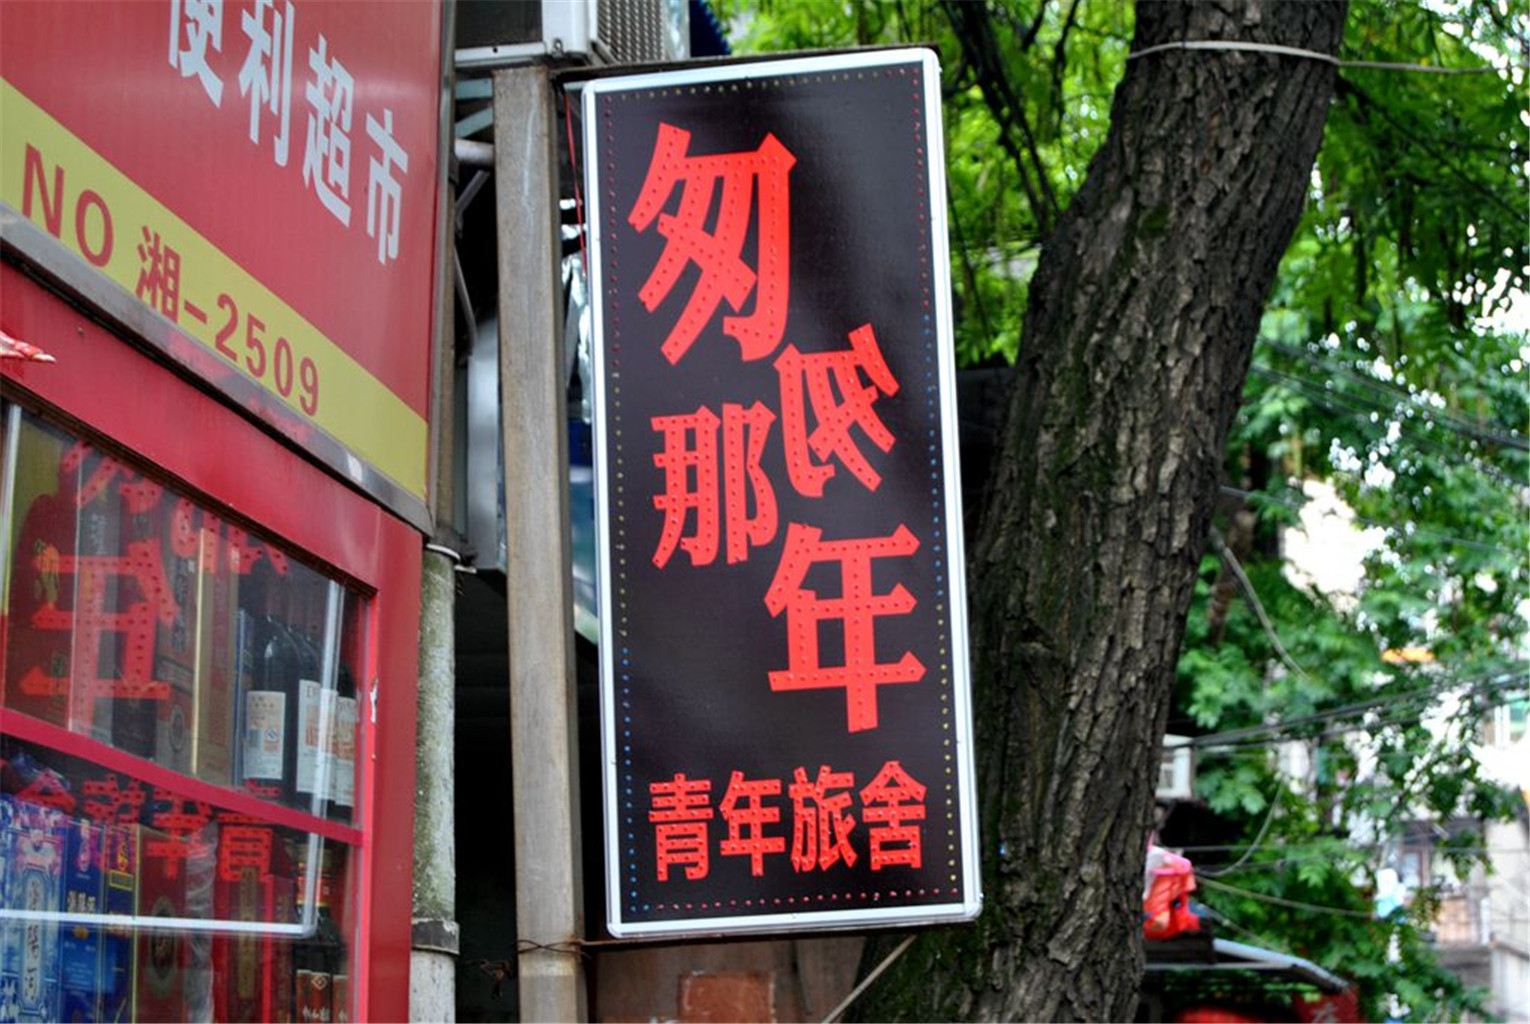 便利超市
NO 湘-2509
匆匆
那年
青年旅舍